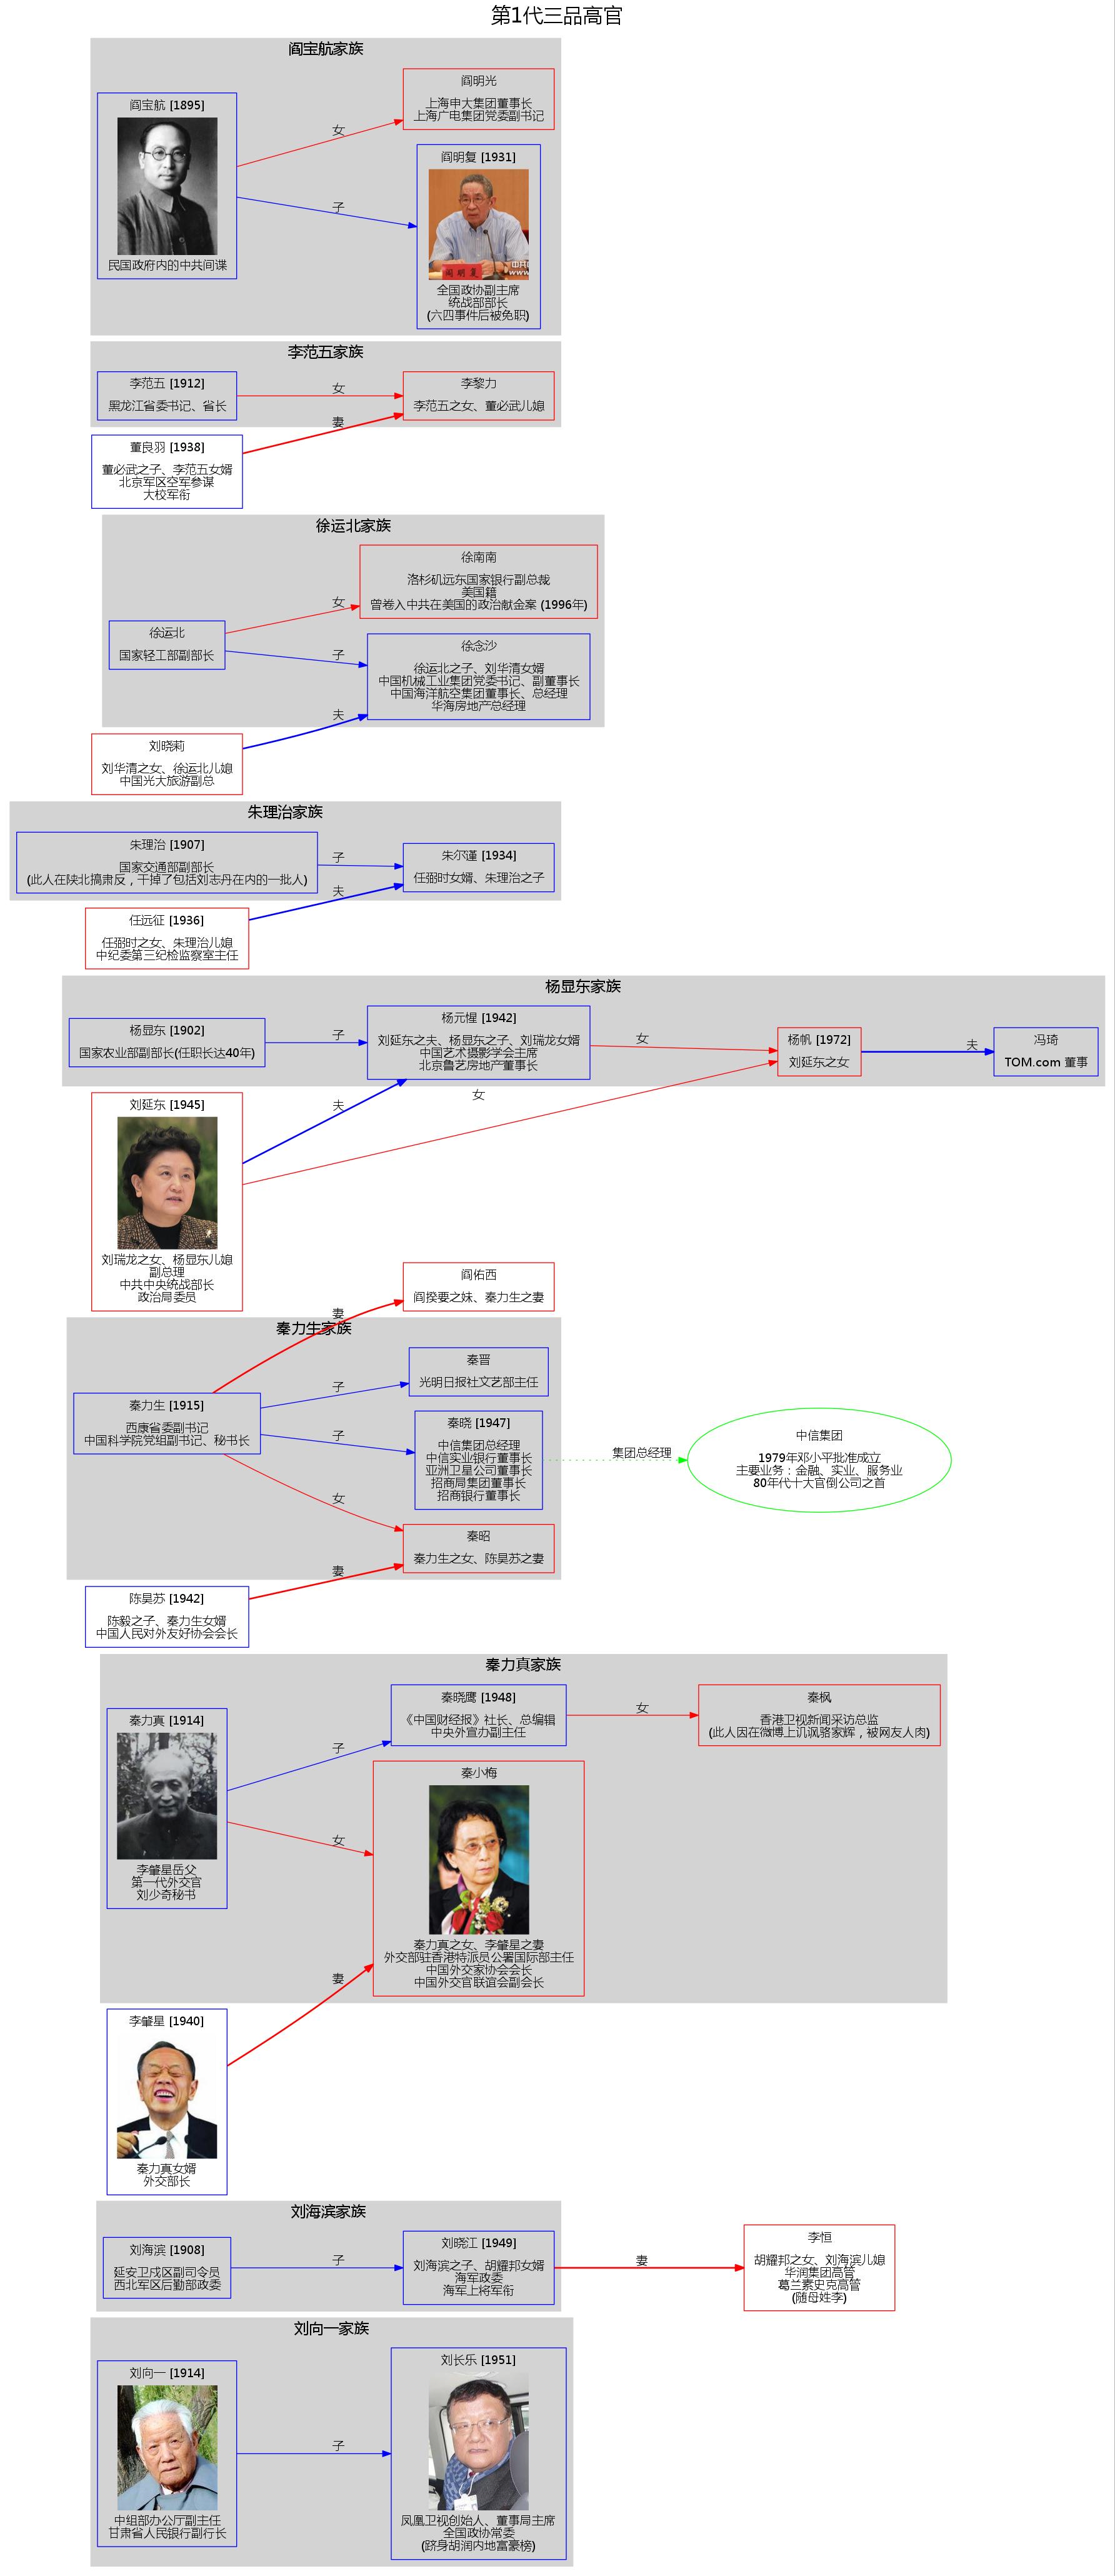 第1代三品高官
阎宝航家族
阎宝航 [1895]
民国政府内的中共间谍
女
子
阎明光
上海申大集团董事长
上海广电集团党委副书记
阎明复 [1931]
阎明复
全国政协副主席
统战部部长
(六四事件后被免职)
李范五家族
李范五 [1912]
黑龙江省委书记、省长
女
李黎力
李范五之女、董必武儿媳
妻
董良羽 [1938]
董必武之子、李范五女婿
北京军区空军参谋
大校军衔
徐运北家族
徐运北
国家轻工部副部长
女
子
徐南南
洛杉矶远东国家银行副总裁
美国籍
曾卷入中共在美国的政治献金案 (1996年)
徐念沙
徐运北之子、刘华清女婿
中国机械工业集团党委书记、副董事长
中国海洋航空集团董事长、总经理
华海房地产总经理
夫
刘晓莉
刘华清之女、徐运北儿媳
中国光大旅游副总
朱理治家族
朱理治 [1907]
国家交通部副部长
(此人在陕北搞肃反，干掉了包括刘志丹在内的一批人)
子
朱尔谨 [1934]
任弼时女婿、朱理治之子
夫
任远征 [1936]
任弼时之女、朱理治儿媳
中纪委第三纪检监察室主任
杨显东家族
杨显东 [1902]
国家农业部副部长(任职长达40年)
子
杨元惺 [1942]
刘延东之夫、杨显东之子、刘瑞龙女婿
中国艺术摄影学会主席
北京鲁艺房地产董事长
女
杨帆 [1972]
刘延东之女
夫
冯琦
TOM.com 董事
夫
女
刘延东 [1945]
刘瑞龙之女、杨显东儿媳
副总理
中共中央统战部长
政治局委员
阎佑西
阎揆要之妹、秦力生之妻
妻
秦力生家族
秦力生 [1915]
西康省委副书记
中国科学院党组副书记、秘书长
子
子
女
秦晋
光明日报社文艺部主任
秦晓 [1947]
中信集团总经理
中信实业银行董事长
亚洲卫星公司董事长
招商局集团董事长
招商银行董事长
集团总经理
中信集团
1979年邓小平批准成立
主要业务：金融、实业、服务业
80年代十大官倒公司之首
秦昭
秦力生之女、陈昊苏之妻
妻
陈昊苏 [1942]
陈毅之子、秦力生女婿
中国人民对外友好协会会长
秦力真家族
秦力真 [1914]
李肇星岳父
第一代外交官
刘少奇秘书
子
女
秦晓鹰 [1948]
《中国财经报》社长、总编辑
中央外宣办副主任
女
秦枫
香港卫视新闻采访总监
(此人因在微博上讥讽骆家辉，被网友人肉)
秦小梅
秦力真之女、李肇星之妻
外交部驻香港特派员公署国际部主任
中国外交家协会会长
中国外交官联谊会副会长
妻
李肇星 [1940]
秦力真女婿
外交部长
刘海滨家族
刘海滨 [1908]
延安卫戍区副司令员
西北军区后勤部政委
子
刘晓江 [1949]
刘海滨之子、胡耀邦女婿
海军政委
海军上将军衔
妻
李恒
胡耀邦之女、刘海滨儿媳
华润集团高管
葛兰素史克高管
(随母姓李)
刘向一家族
刘向一 [1914]
中组部办公厅副主任
甘肃省人民银行副行长
子
刘长乐 [1951]
凤凰卫视创始人、董事局主席
全国政协常委
(跻身胡润内地富豪榜)